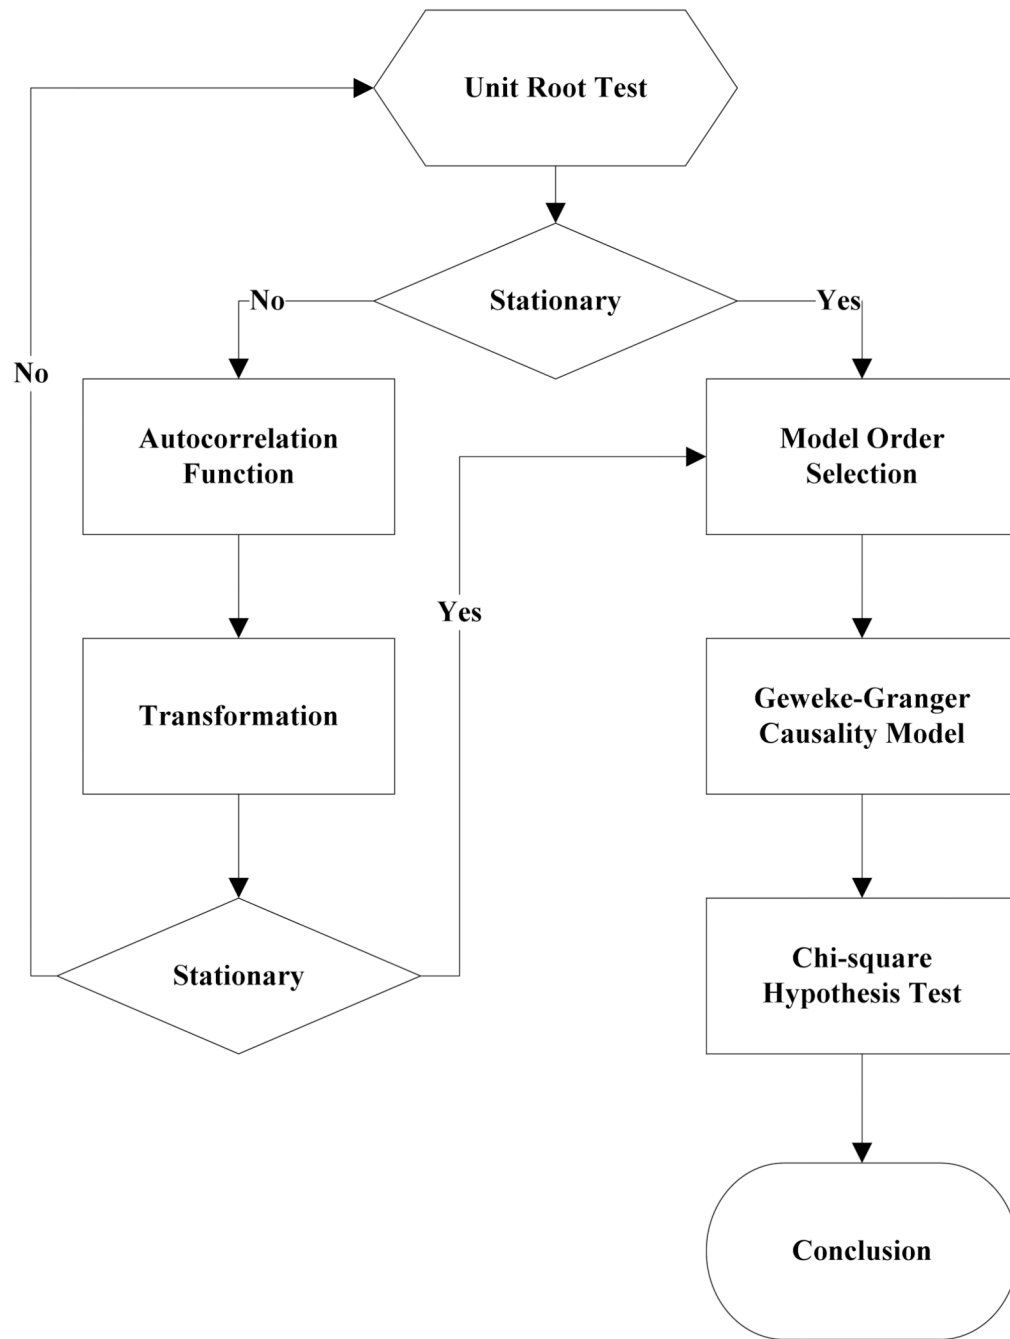 Unit Root Test
Stationary
No
Yes
No
Autocorrelation
Function
Model Order
Selection
Yes
Transformation
Geweke-Granger
Causality Model
Stationary
Chi-square
Hypothesis Test
Conclusion